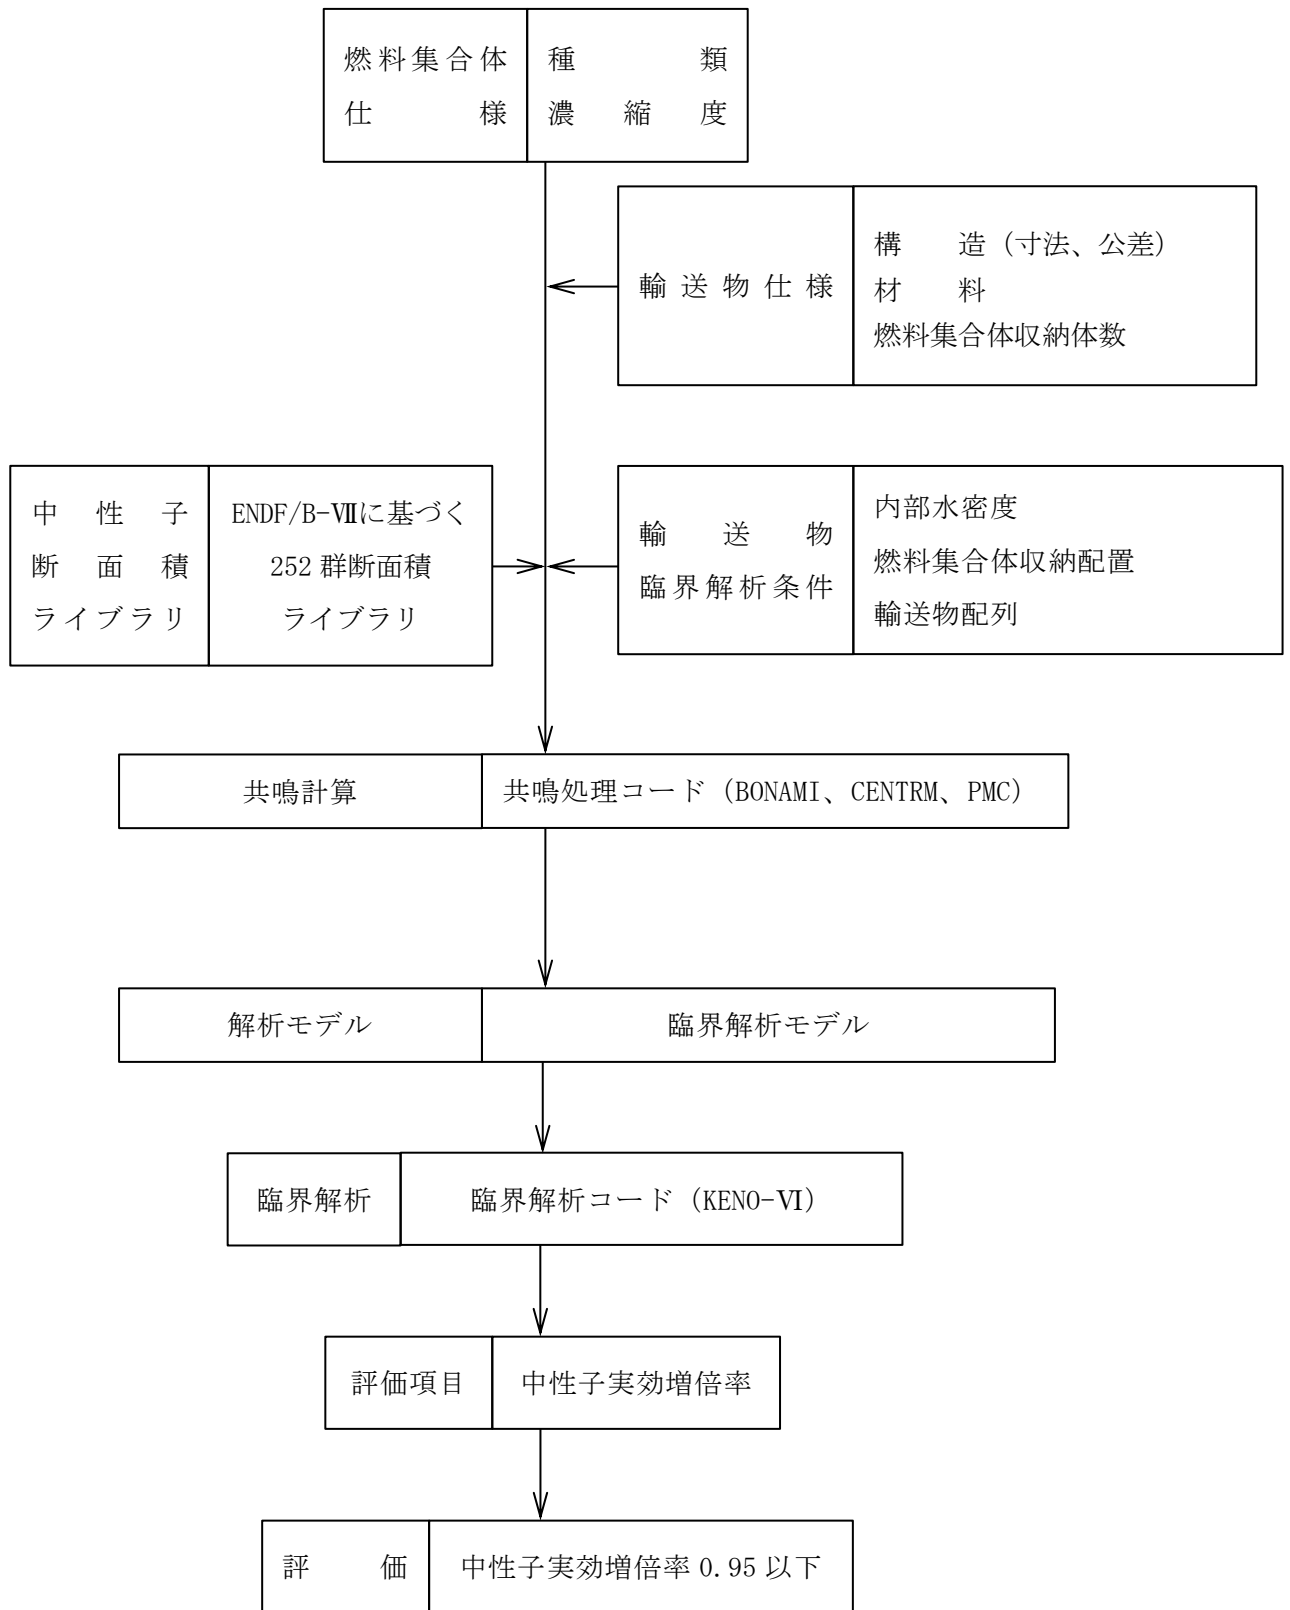 燃料集合体
仕様
種類
濃縮度
輸送物仕様
構　造（寸法、公差）
材　料
燃料集合体収納体数
中性子
断面積
ライブラリ
ENDF/B-Ⅶに基づく
252 群断面積
ライブラリ
輸送物
臨界解析条件
内部水密度
燃料集合体収納配置
輸送物配列
共鳴計算
共鳴処理コード（BONAMI、CENTRM、PMC）
解析モデル
臨界解析モデル
臨界解析
臨界解析コード（KENO-Ⅵ）
評価項目
中性子実効増倍率
評価
中性子実効増倍率 0.95 以下